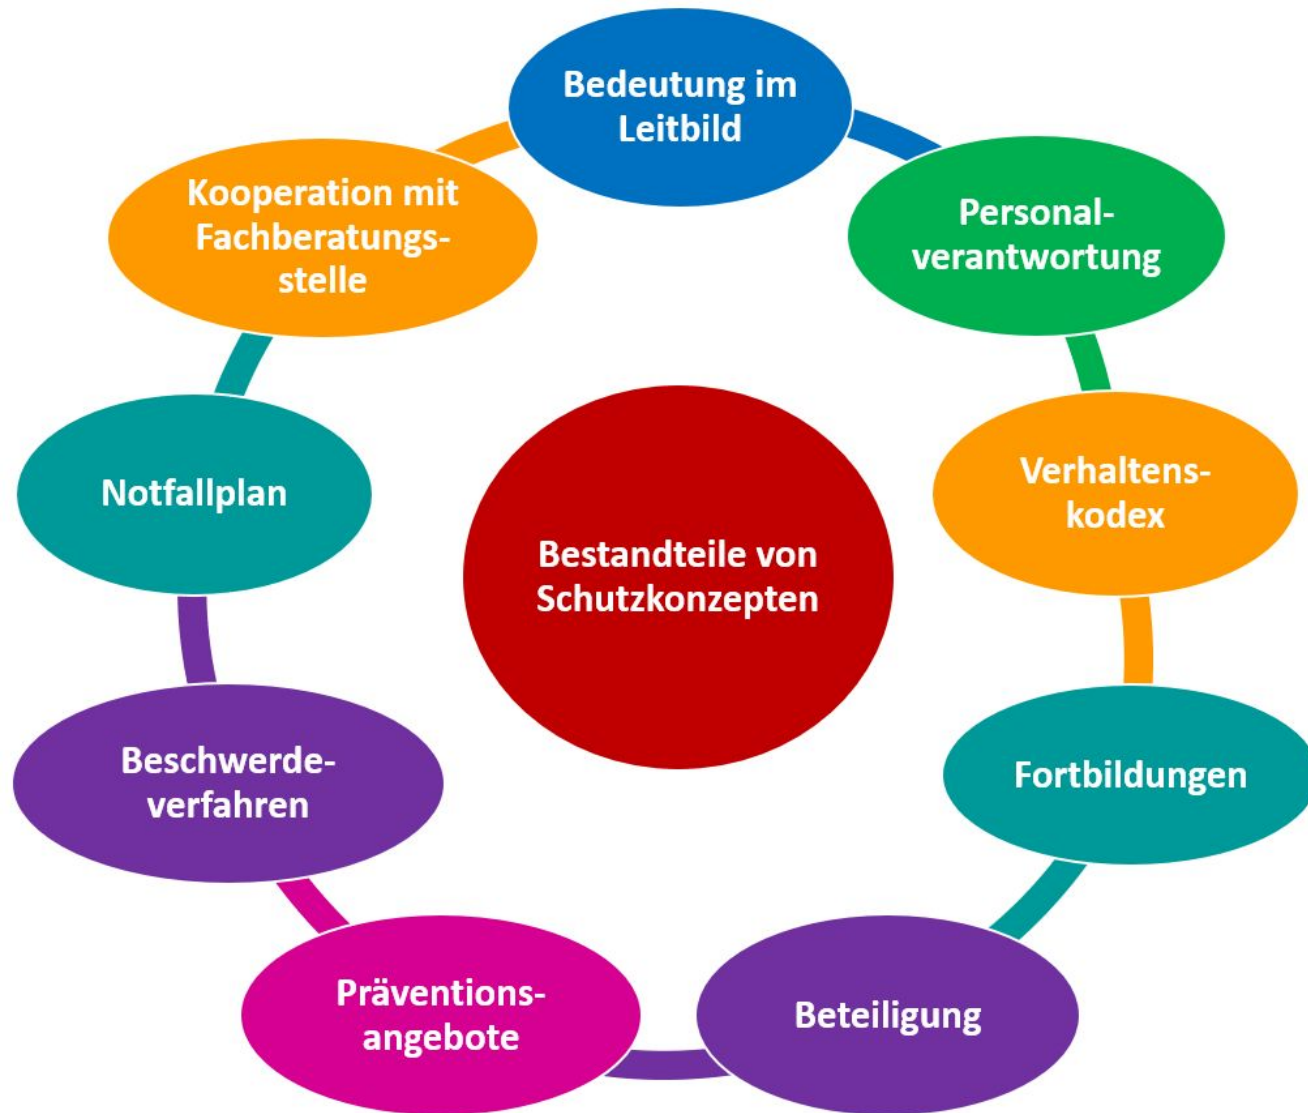 Bedeutung im
Leitbild
Personal-
verantwortung
Verhaltens-
kodex
Fortbildungen
Beteiligung
Präventions-
angebote
Beschwerde-
verfahren
Notfallplan
Kooperation mit
Fachberatungs-
stelle
Bestandteile von
Schutzkonzepten